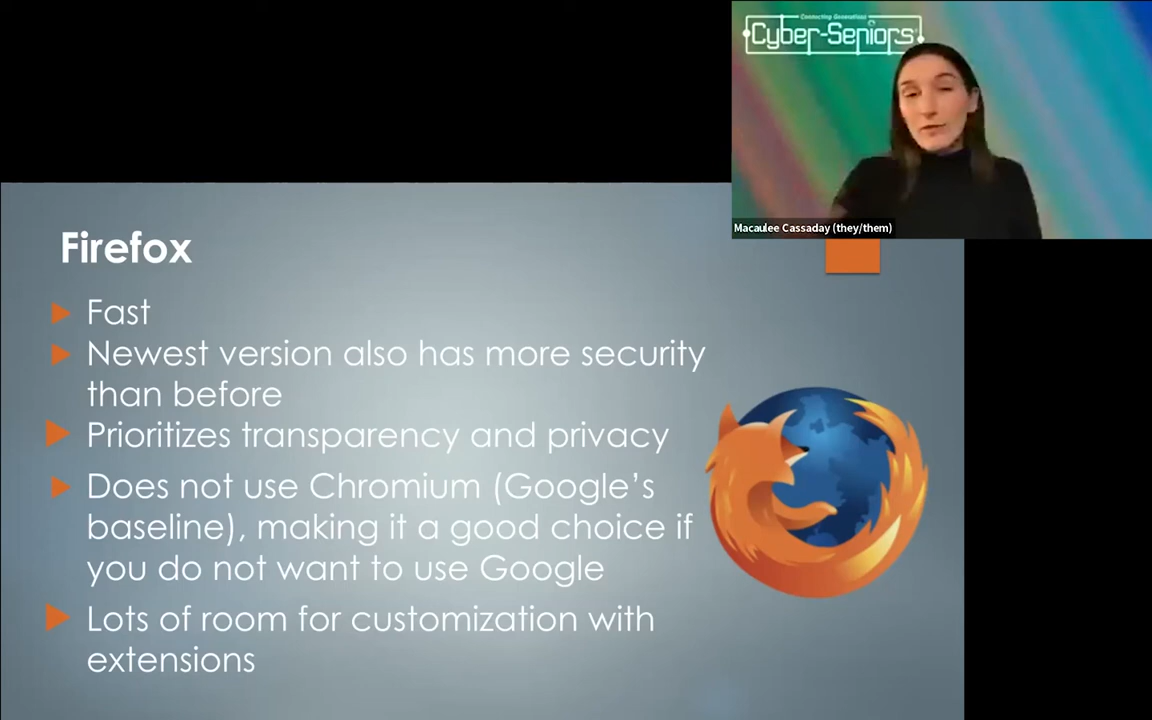 Connecting Generations
Cyber-Seniors
Macaulee Cassaday (they/them)
Firefox
Fast
Newest version also has more security
than before
Prioritizes transparency and privacy
Does not use Chromium (Google’s
baseline), making it a good choice if
you do not want to use Google
Lots of room for customization with
extensions